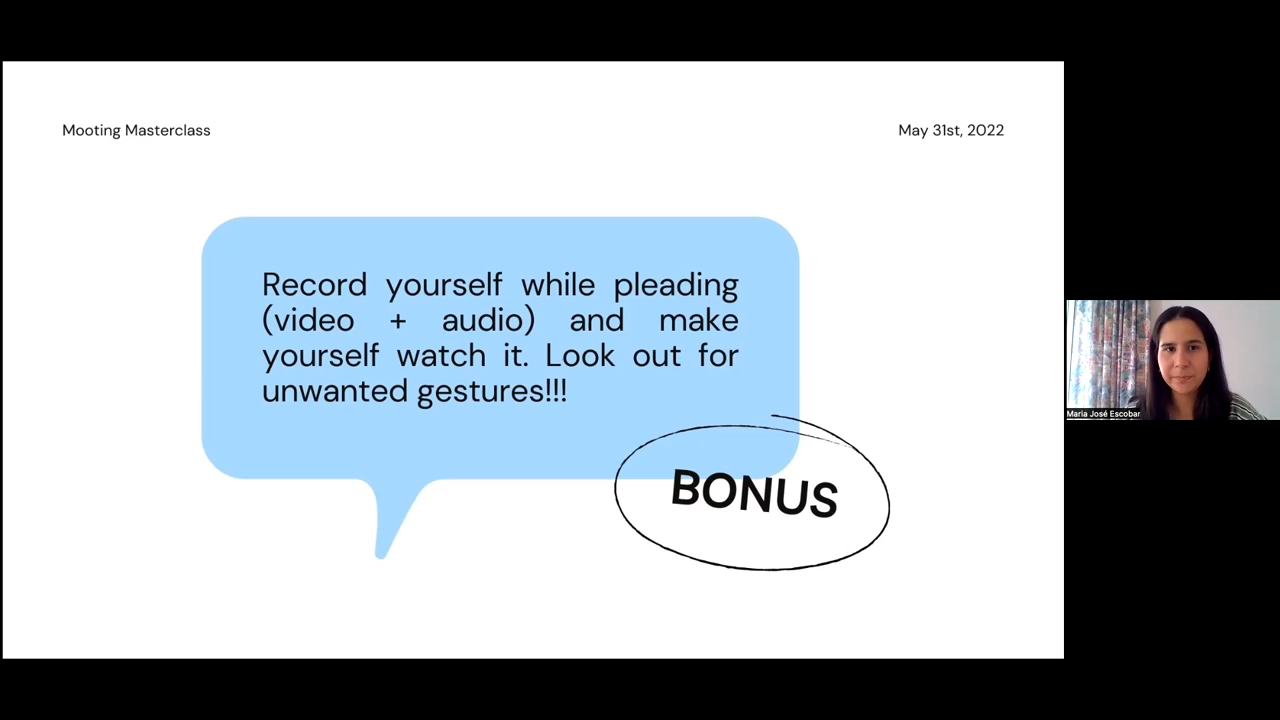 Mooting Masterclass
May 31st, 2022
Record yourself while pleading
(video + audio) and make
yourself watch it. Look out for
unwanted gestures!!!
BONUS
Maria José Escobar